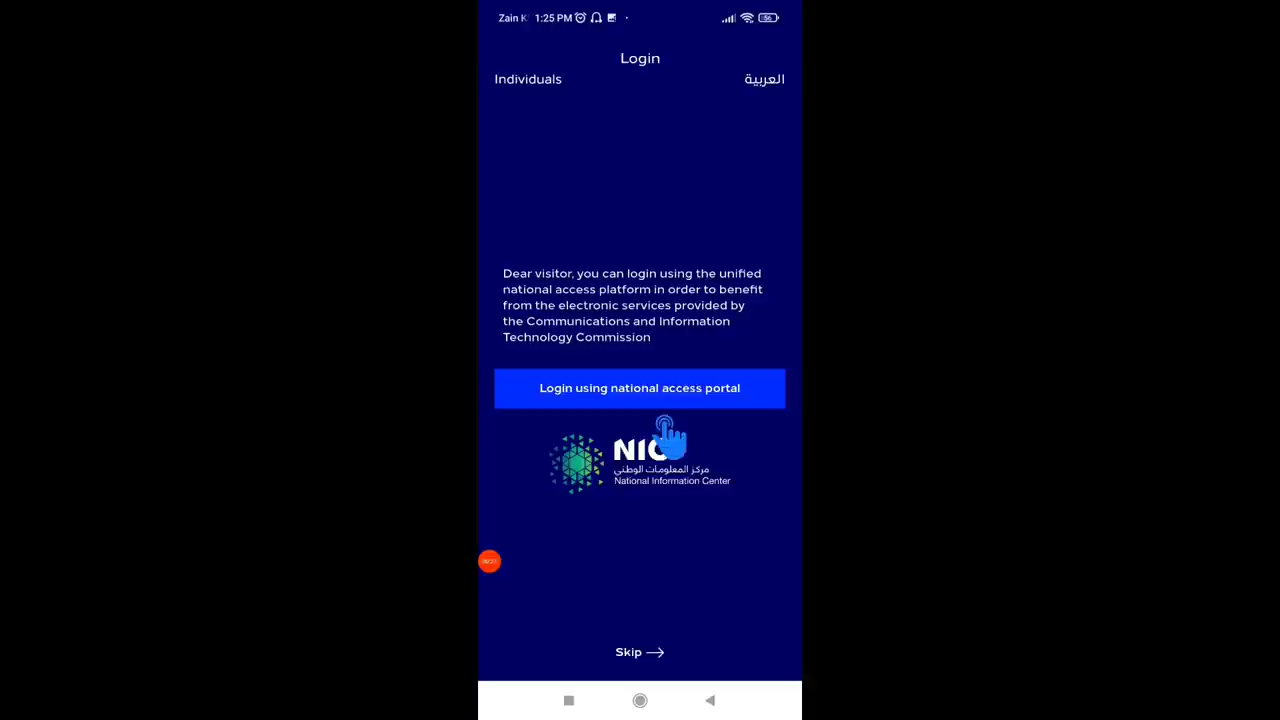 Zain K 1:25 PM
56
Login
Individuals
العربية
Dear visitor, you can login using the unified
national access platform in order to benefit
from the electronic services provided by
the Communications and Information
Technology Commission
Login using national access portal
NIC
مركز المعلومات الوطني
National Information Center
Skip